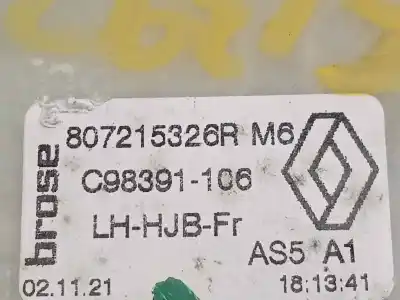 brose
807215326R M6
C98391-106
LH-HJB-Fr
AS5 A1
02.11.21
18:13:41